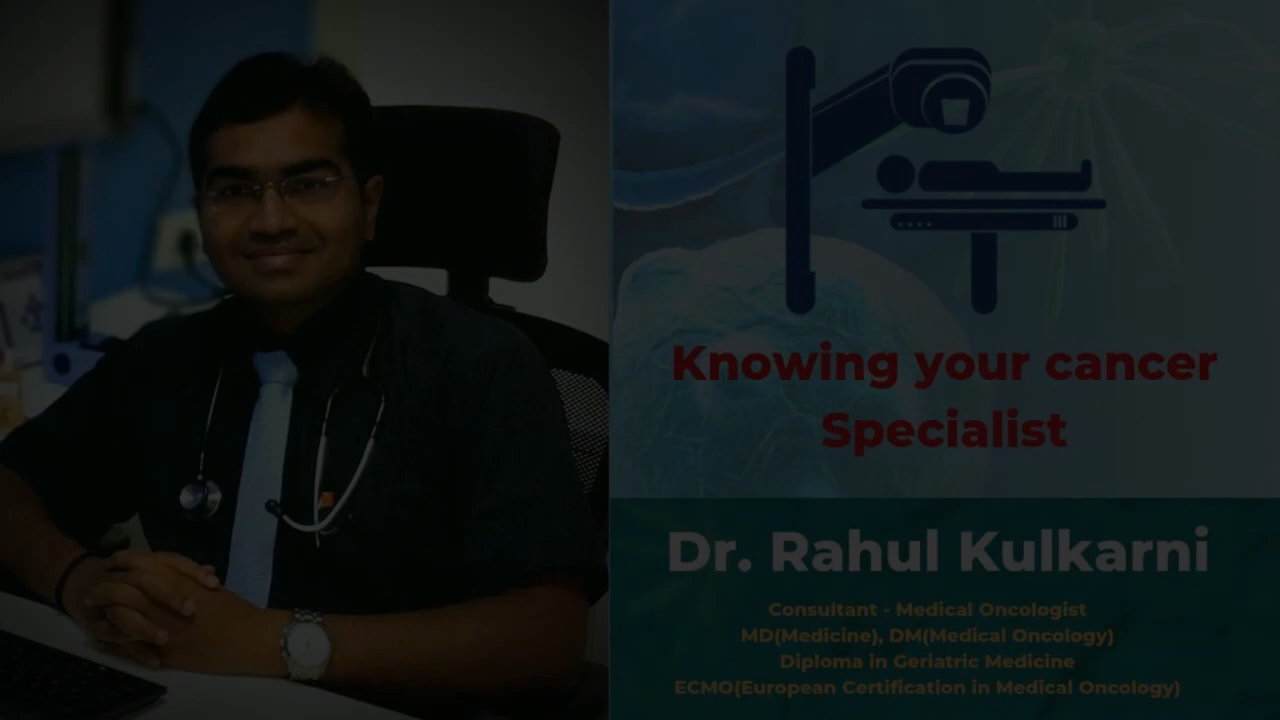 Knowing your cancer
Specialist
Dr. Rahul Kulkarni
Consultant - Medical Oncologist
MD(Medicine), DM(Medical Oncology)
Diploma in Geriatric Medicine
ECMO(European Certification in Medical Oncology)